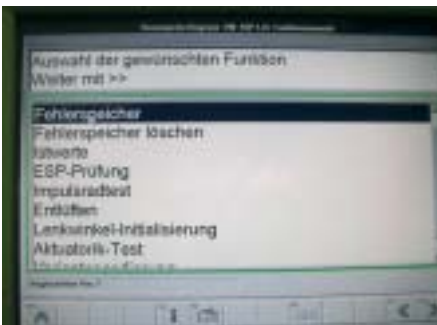 Auswahl der gewünschten Funktion
Weiter mit >>
Fehlerspeicher
Fehlerspeicher löschen
Istwerte
ESP-Prüfung
Impulsradtest
Entlüften
Lenkwinkel-Initialisierung
Aktuatorik-Test